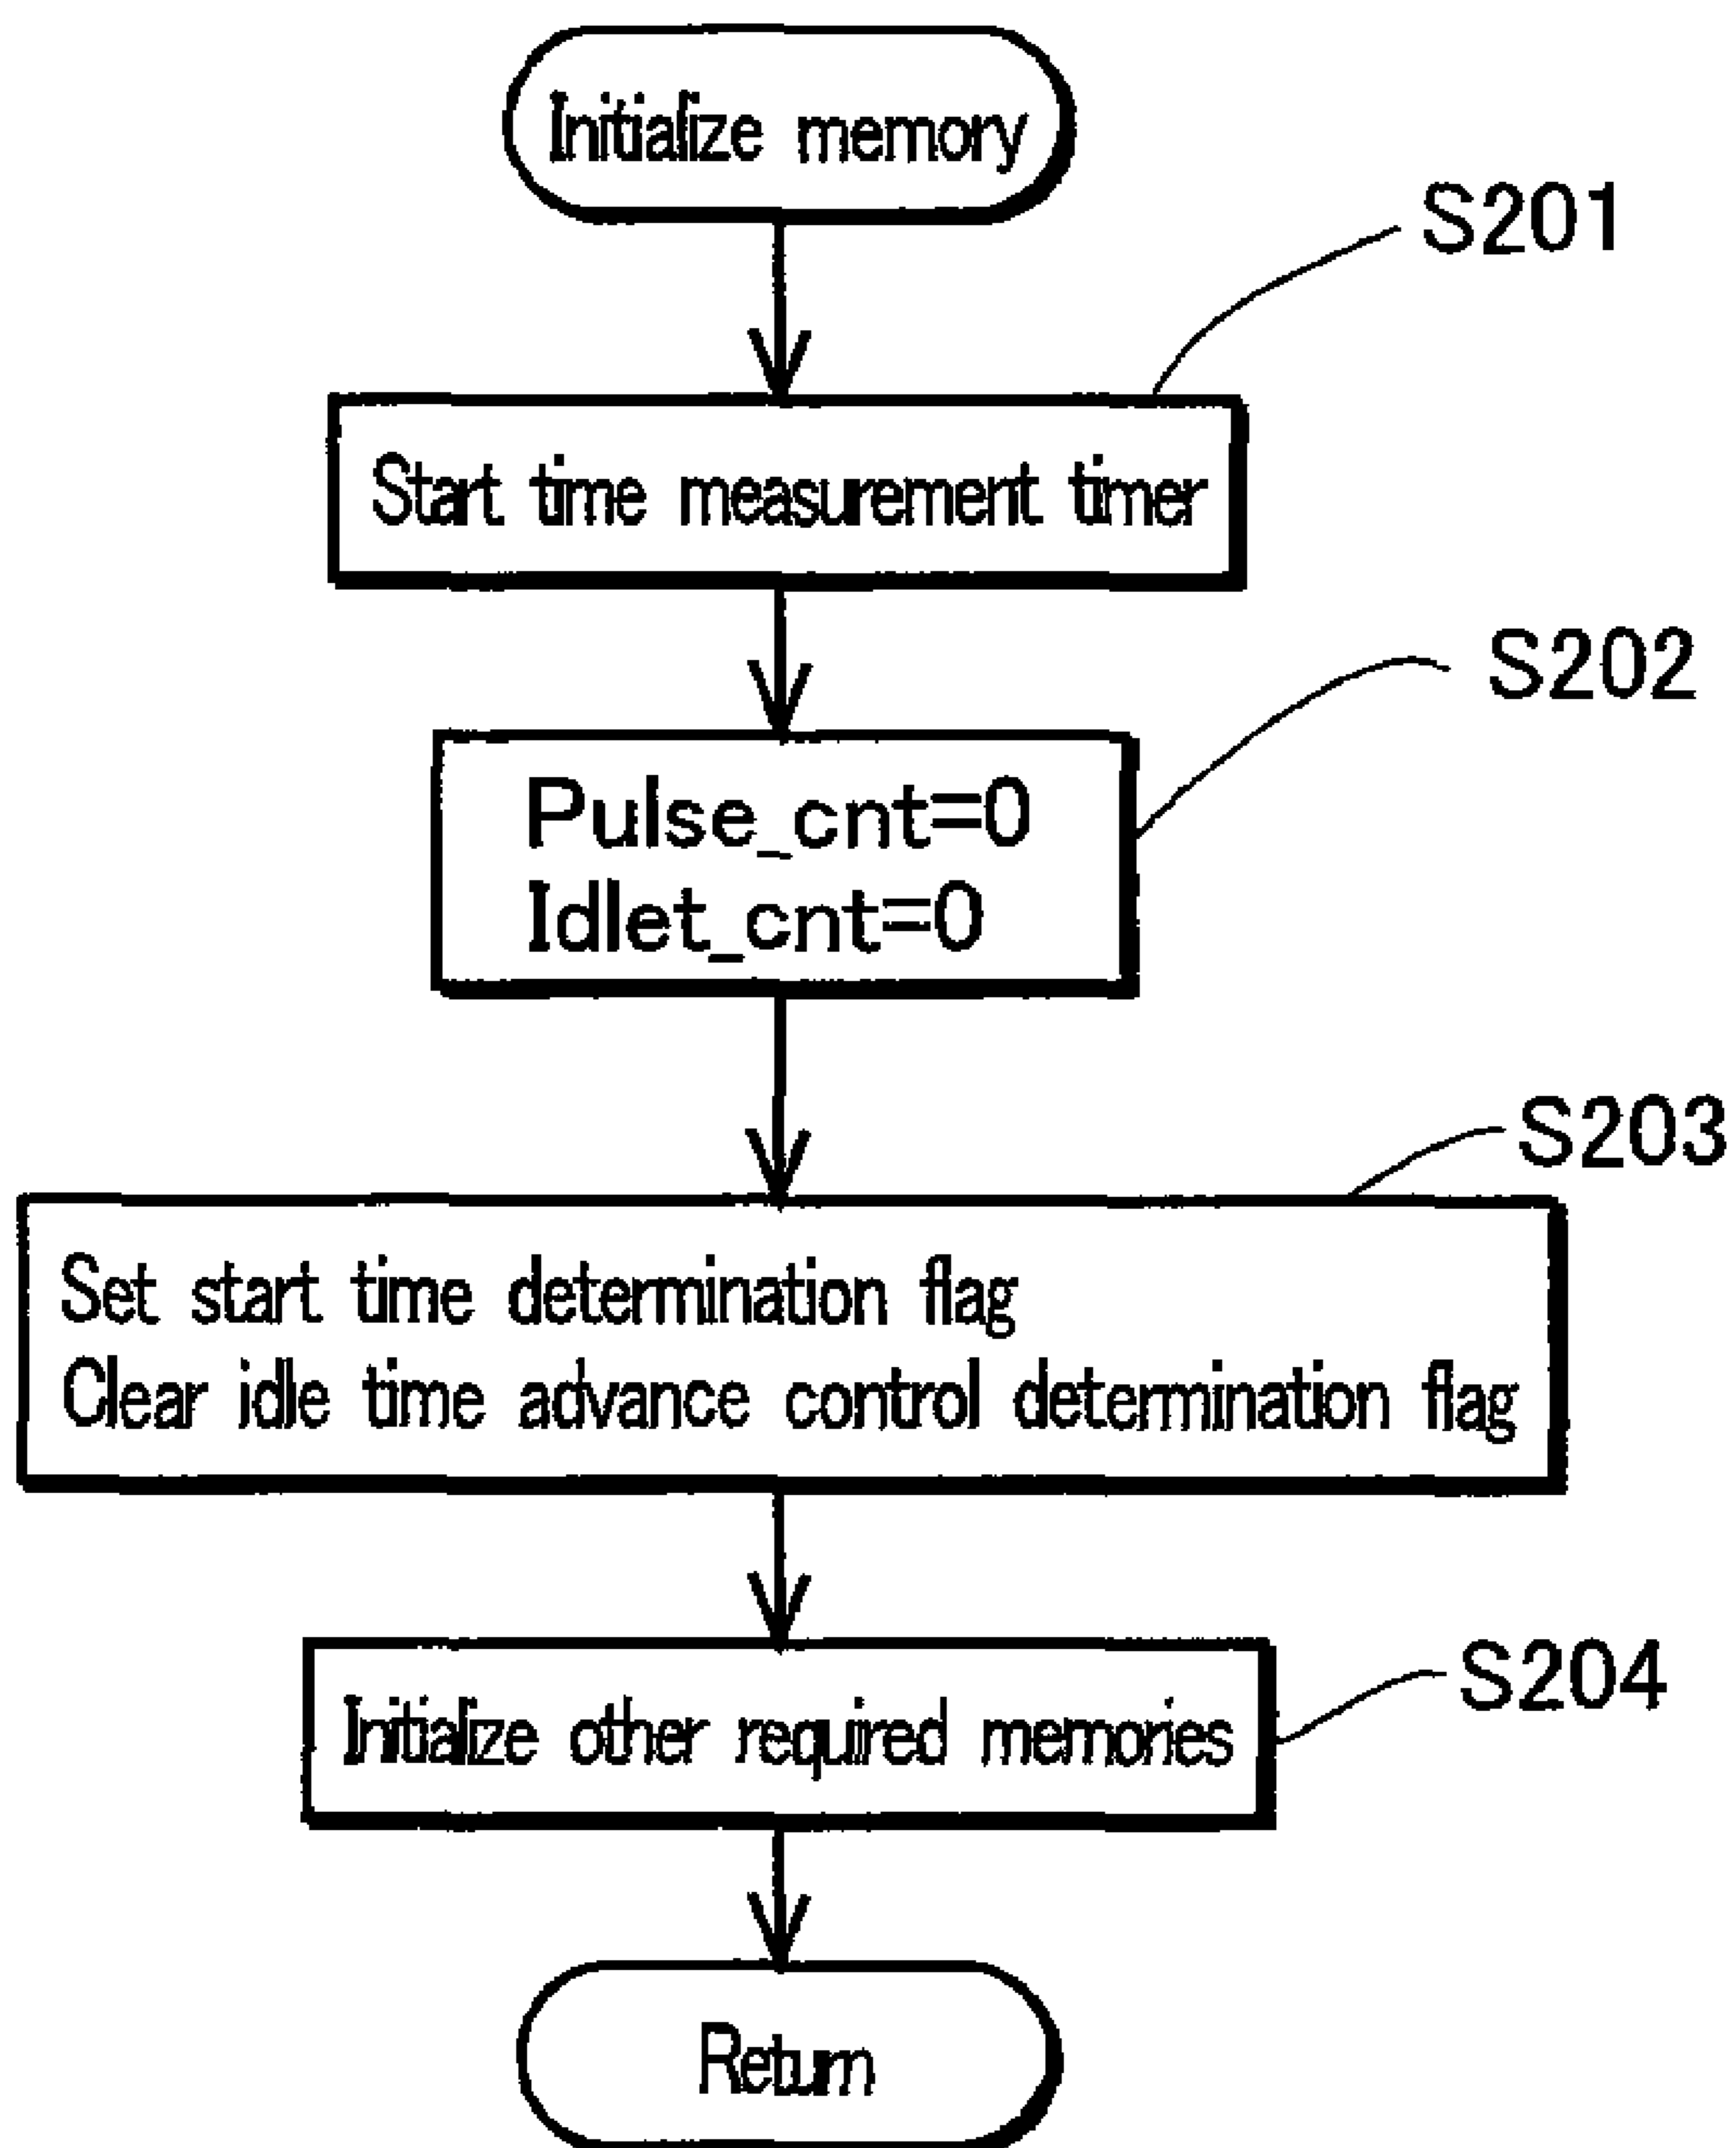 Initialize memory
S201
Start time measurement timer
S202
Pulse_cnt=0
Idlet_cnt=0
S203
Set start time determination flag
Clear idle time advance control determination flag
S204
Initialize other required memories
Return